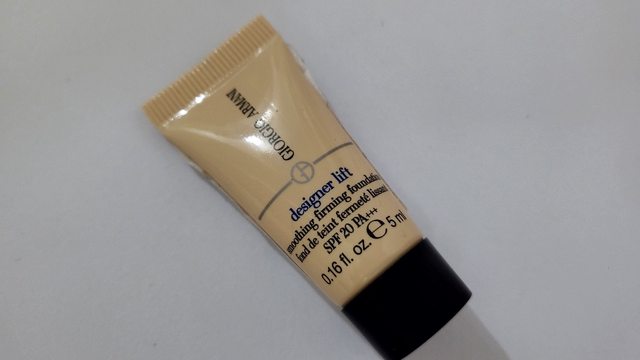 GIORGIO ARMANI
designer lift
smoothing firming foundation
fond de teint fermeté lissant
SPF 20 PA+++
0.16 fl. oz. ℮ 5 ml